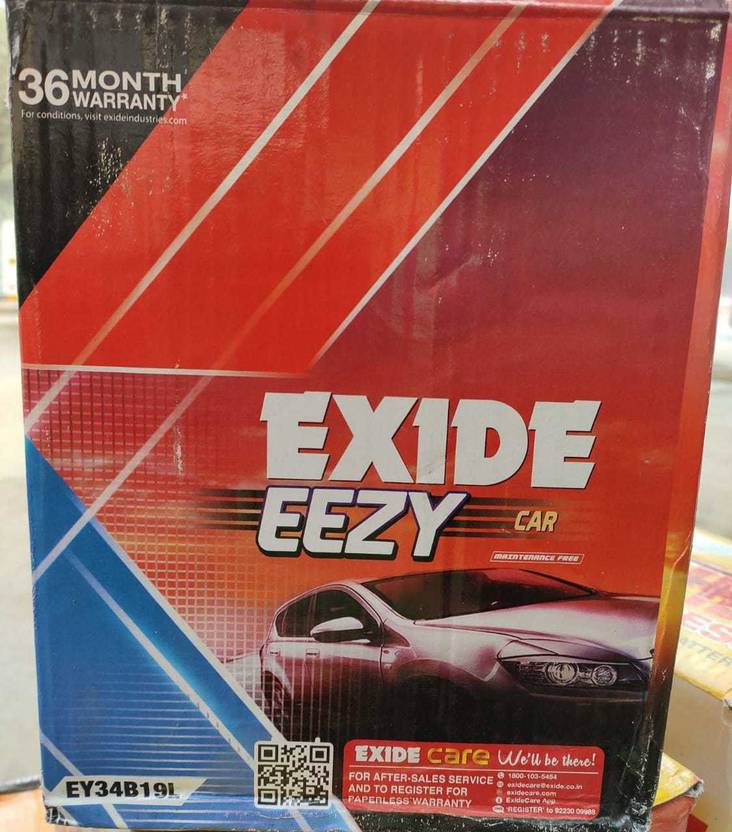 36 MONTH
WARRANTY*
For conditions, visit exideindustries.com
EXIDE
EEZY
CAR
MAINTENANCE FREE
EXIDE care We'll be there!
FOR AFTER-SALES SERVICE
AND TO REGISTER FOR
PAPERLESS WARRANTY
1800-103-5454
exidecare@exide.co.in
exidecare.com
ExideCare App
'REGISTER' to 92230 09988
EY34B19L